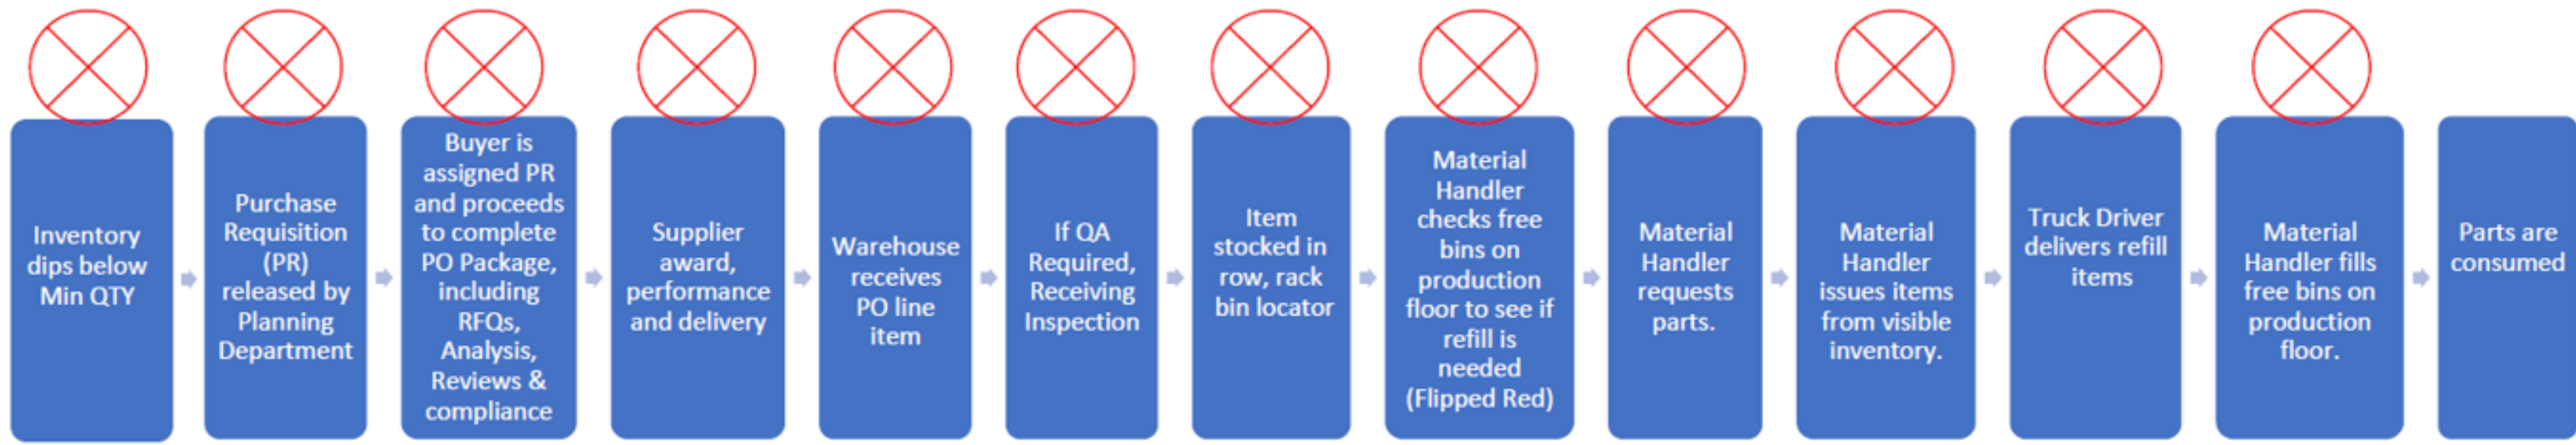 Inventory
dips below
Min QTY
Purchase
Requisition
(PR)
released by
Planning
Department
Buyer is
assigned PR
and proceeds
to complete
PO Package,
including
RFQs,
Analysis,
Reviews &
compliance
Supplier
award,
performance
and delivery
Warehouse
receives
PO line
item
If QA
Required,
Receiving
Inspection
Item
stocked in
row, rack
bin locator
Material
Handler
checks free
bins on
production
floor to see if
refill is
needed
(Flipped Red)
Material
Handler
requests
parts.
Material
Handler
issues items
from visible
inventory.
Truck Driver
delivers refill
items
Material
Handler fills
free bins on
production
floor.
Parts are
consumed